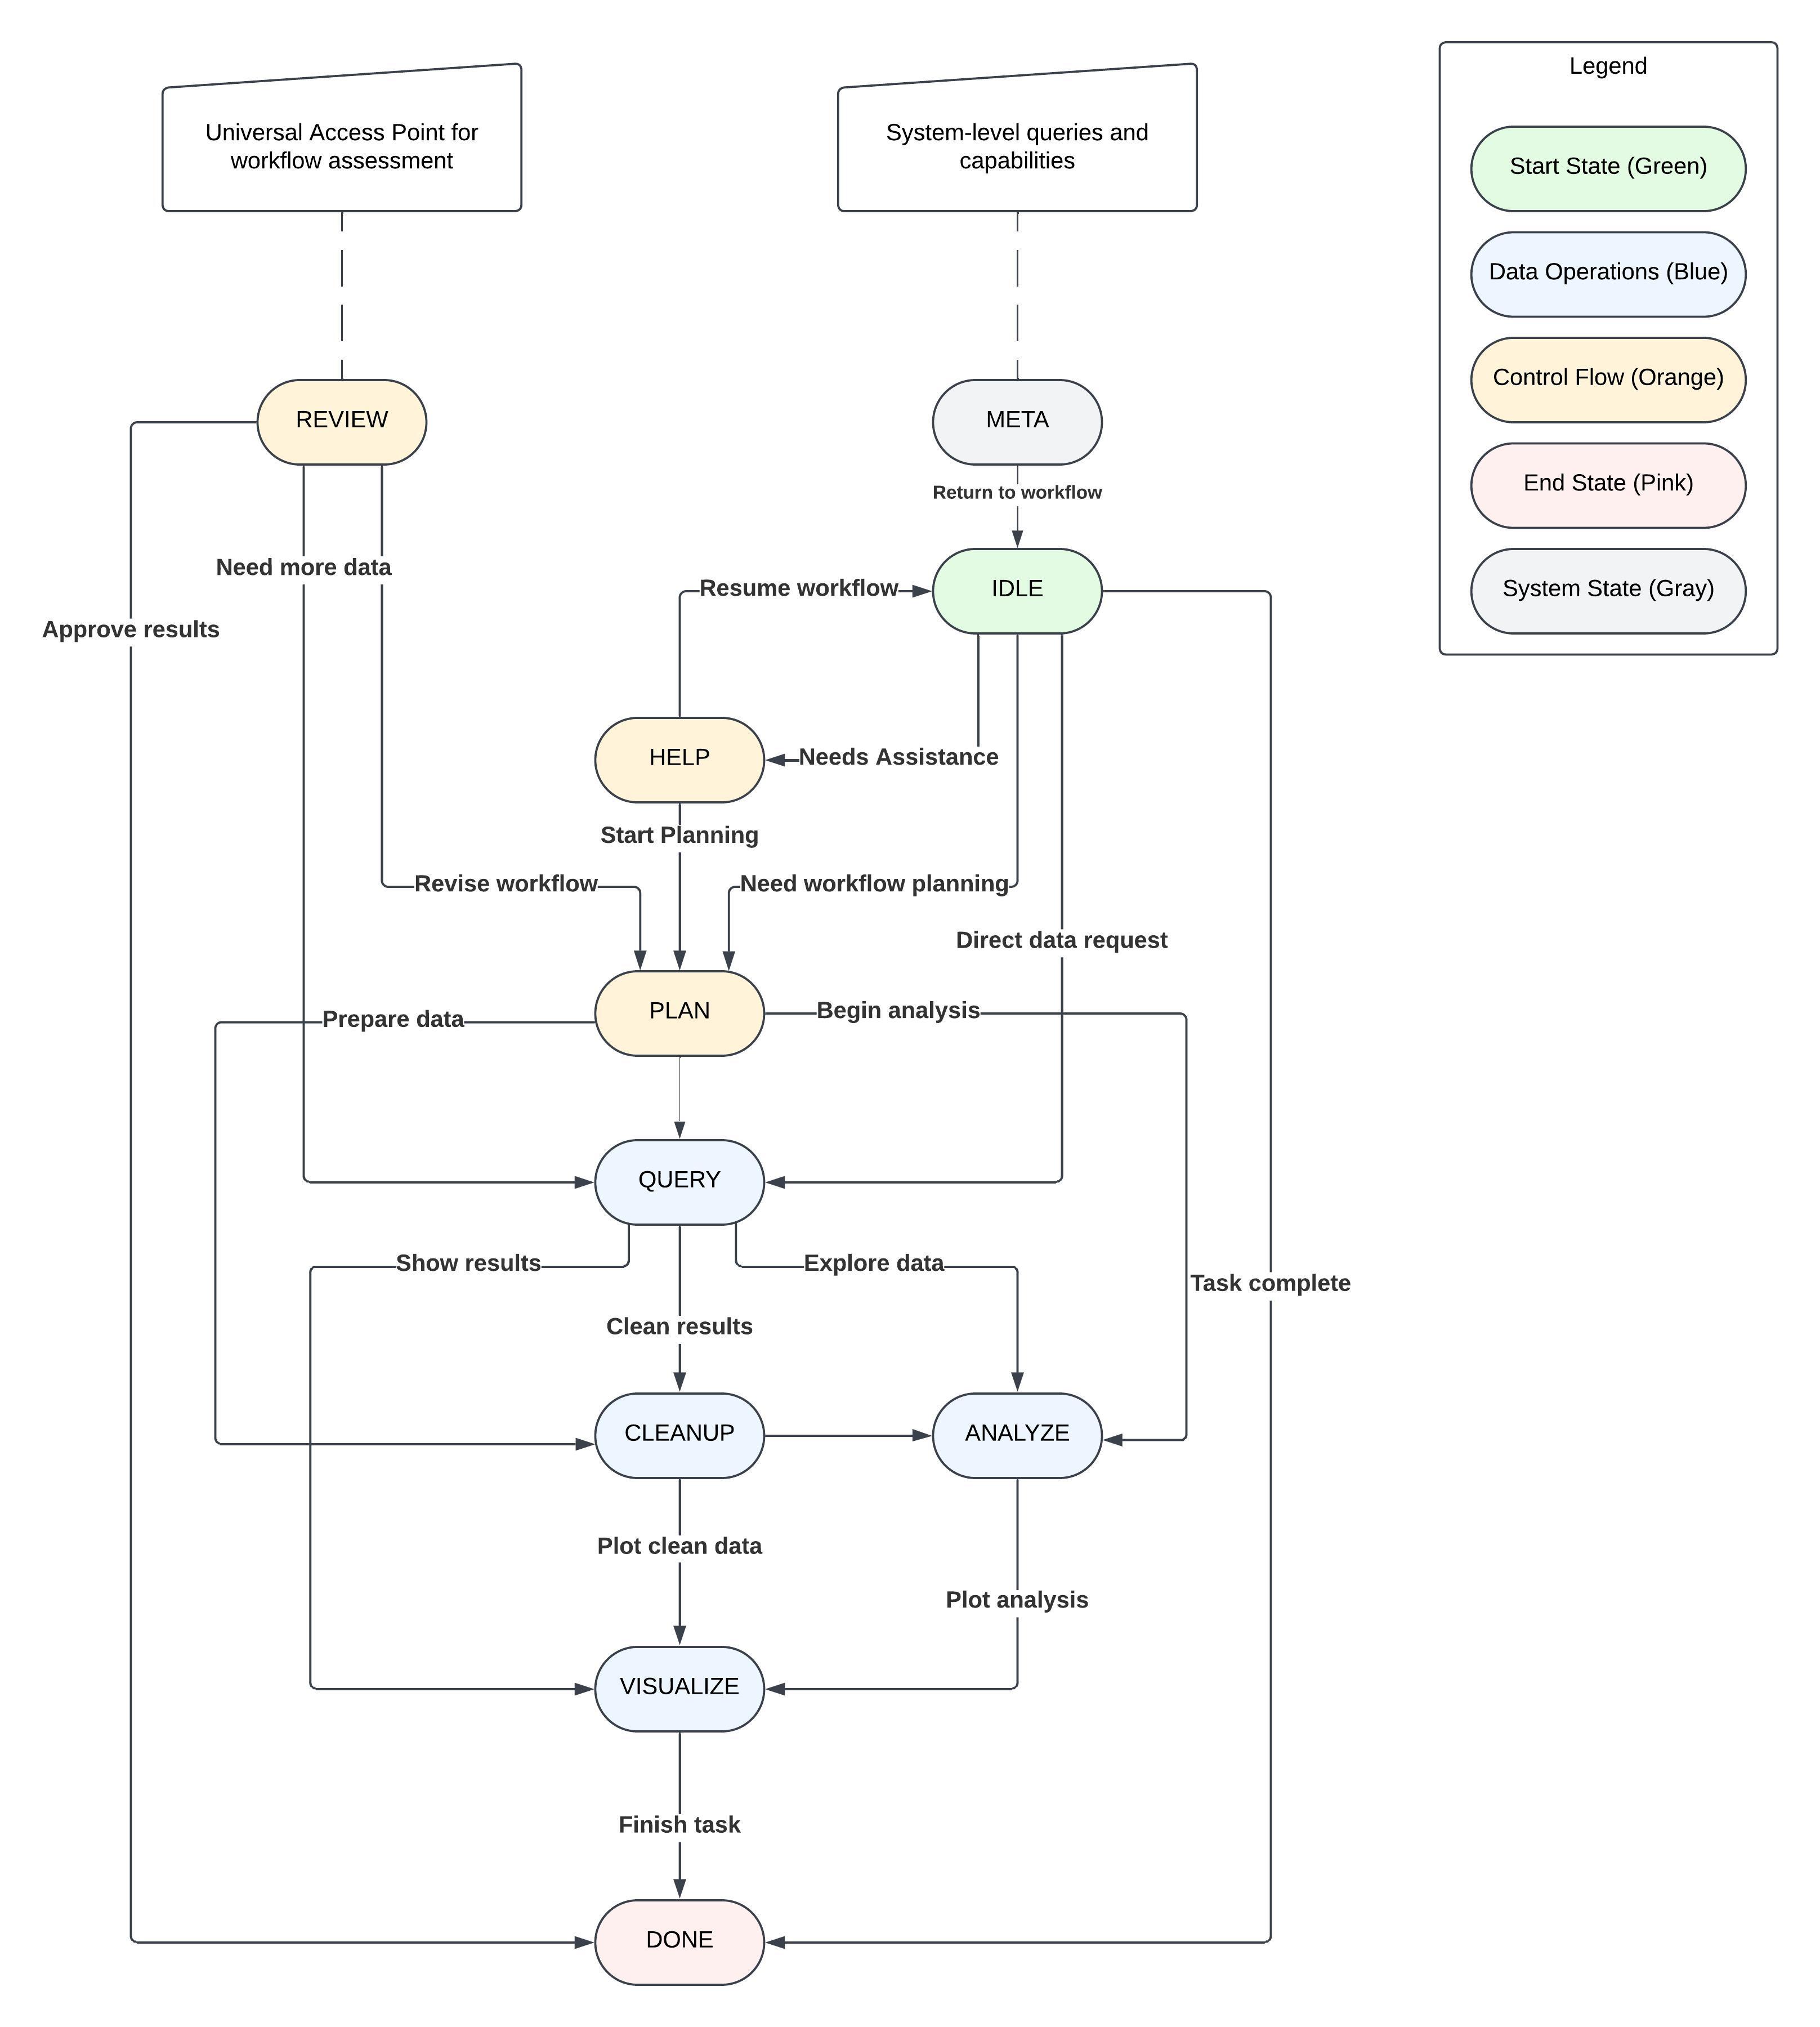 Legend
Universal Access Point for
workflow assessment
System-level queries and
capabilities
Start State (Green)
Data Operations (Blue)
Control Flow (Orange)
End State (Pink)
System State (Gray)
REVIEW
META
Return to workflow
Need more data
Resume workflow
IDLE
Approve results
HELP
Needs Assistance
Start Planning
Revise workflow
Need workflow planning
Direct data request
Prepare data
PLAN
Begin analysis
QUERY
Show results
Explore data
Task complete
Clean results
CLEANUP
ANALYZE
Plot clean data
Plot analysis
VISUALIZE
Finish task
DONE